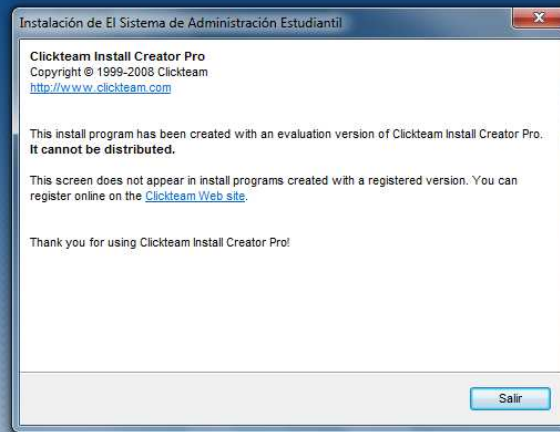 Instalación de El Sistema de Administración Estudiantil
Clickteam Install Creator Pro
Copyright © 1999-2008 Clickteam
http://www.clickteam.com
This install program has been created with an evaluation version of Clickteam Install Creator Pro.
It cannot be distributed.
This screen does not appear in install programs created with a registered version. You can
register online on the Clickteam Web site.
Thank you for using Clickteam Install Creator Pro!
Salir